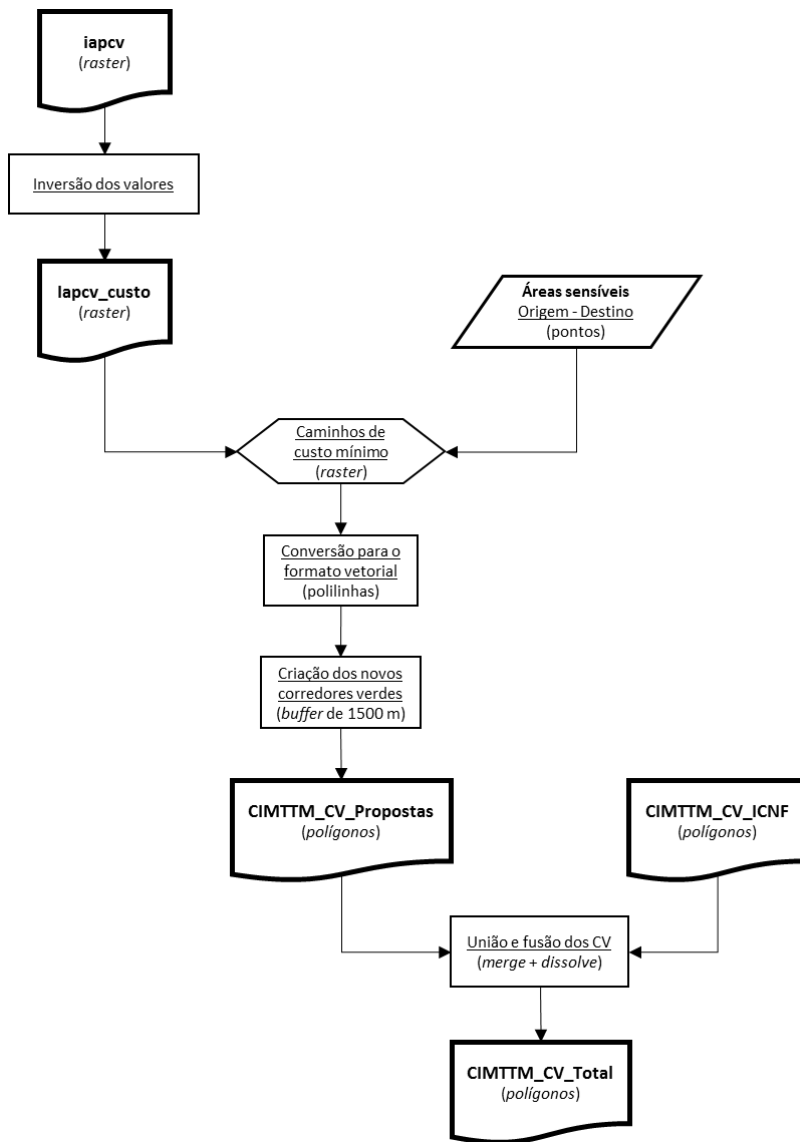 iapcv
(raster)
Inversão dos valores
Iapcv_custo
(raster)
Áreas sensíveis
Origem - Destino
(pontos)
Caminhos de
custo mínimo
(raster)
Conversão para o
formato vetorial
(polilinhas)
Criação dos novos
corredores verdes
(buffer de 1500 m)
CIMTTM_CV_Propostas
(polígonos)
CIMTTM_CV_ICNF
(polígonos)
União e fusão dos CV
(merge + dissolve)
CIMTTM_CV_Total
(polígonos)